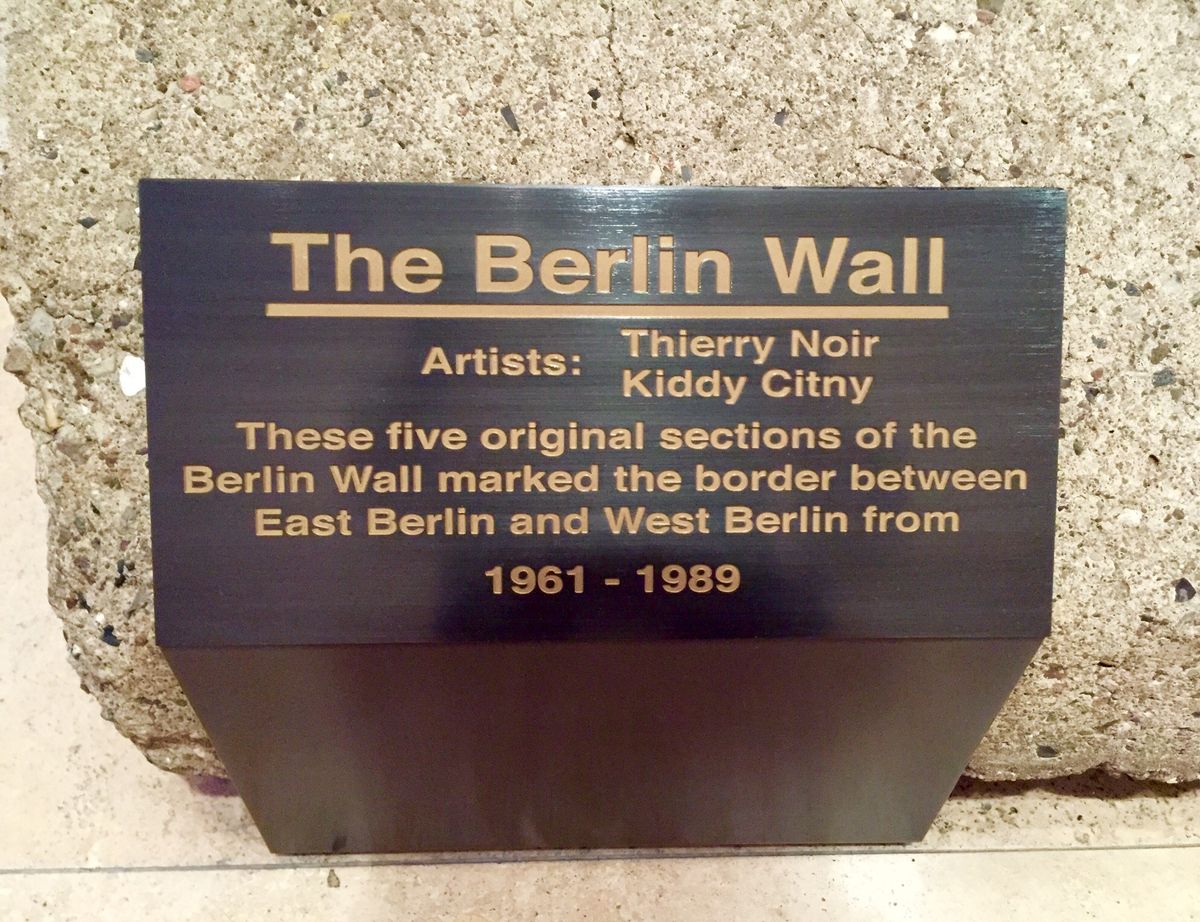 The Berlin Wall
Artists: Thierry Noir
Kiddy Citny
These five original sections of the
Berlin Wall marked the border between
East Berlin and West Berlin from
1961 - 1989